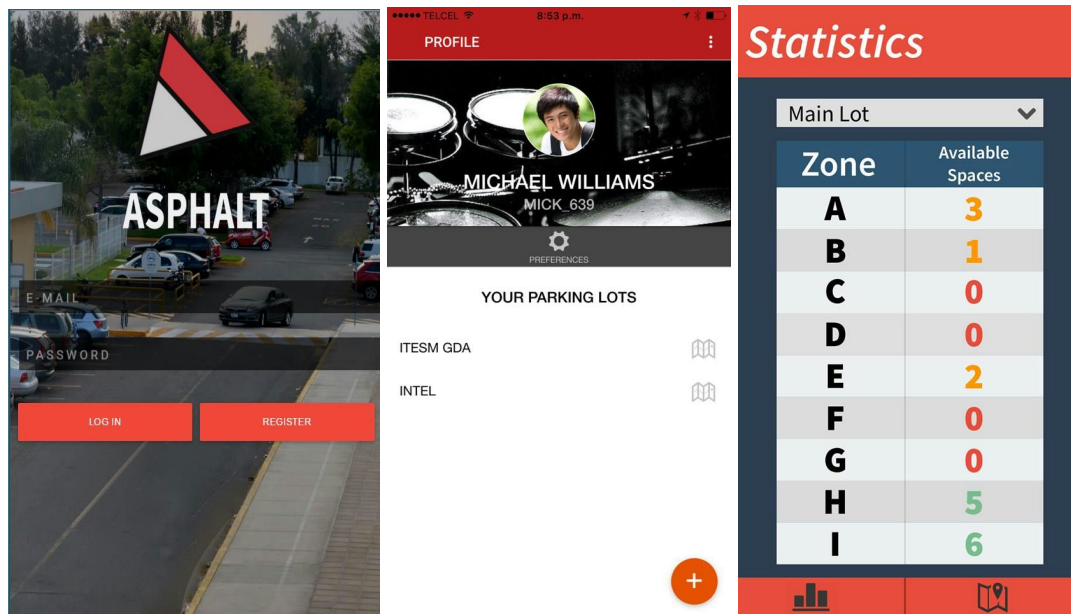 ASPHALT
E-MAIL
PASSWORD
LOG IN
REGISTER
TELCEL
8:53 p.m.
PROFILE
MICHAEL WILLIAMS
MICK_639
PREFERENCES
YOUR PARKING LOTS
ITESM GDA
INTEL
+
Statistics
Main Lot
Zone Available Spaces
A 3
B 1
C 0
D 0
E 2
F 0
G 0
H 5
I 6